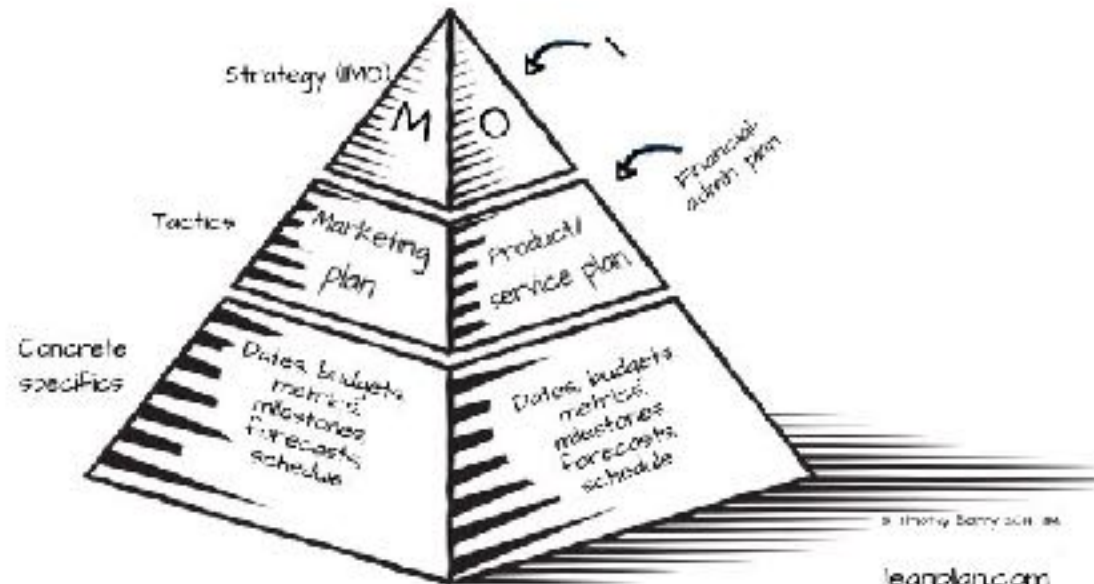 Strategy (IMO)
M
O
I
Financial
admin plan
Tactics
Marketing
plan
Product/
service plan
Concrete
specifics
Dates, budgets
metrics,
milestones
forecasts,
schedule
Dates, budgets
metrics,
milestones
forecasts,
schedule
Berry
leanplan.com